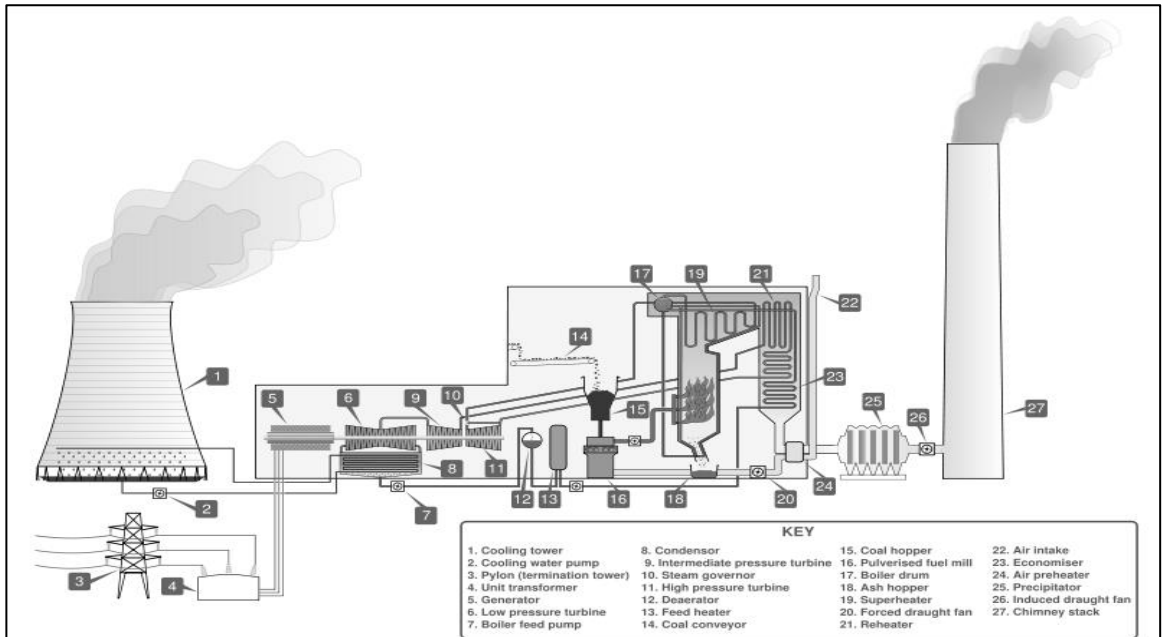 17
19
21
22
14
1
5
6
9
10
15
23
25
26
27
11
8
12
13
16
18
20
24
2
7
3
4
KEY
1. Cooling tower
2. Cooling water pump
3. Pylon (termination tower)
4. Unit transformer
5. Generator
6. Low pressure turbine
7. Boiler feed pump
8. Condensor
9. Intermediate pressure turbine
10. Steam governor
11. High pressure turbine
12. Deaerator
13. Feed heater
14. Coal conveyor
15. Coal hopper
16. Pulverised fuel mill
17. Boiler drum
18. Ash hopper
19. Superheater
20. Forced draught fan
21. Reheater
22. Air intake
23. Economiser
24. Air preheater
25. Precipitator
26. Induced draught fan
27. Chimney stack